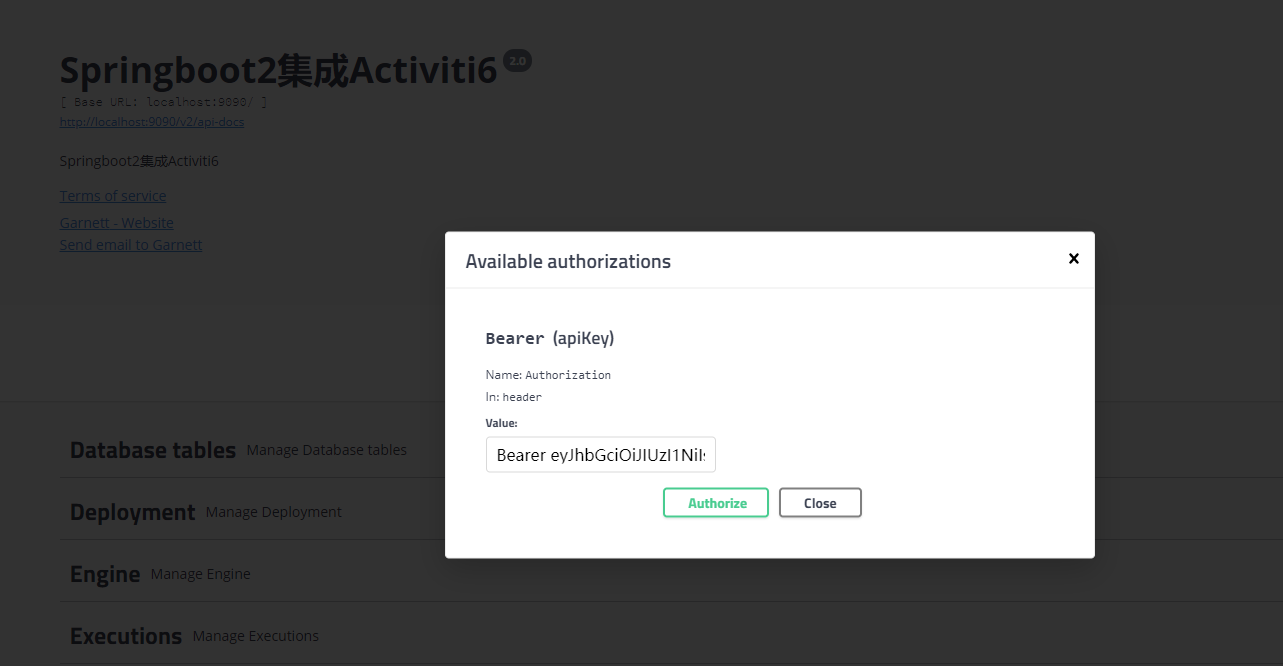 Springboot2集成Activiti6 2.0
[ Base URL: localhost:9090/ ]
http://localhost:9090/v2/api-docs
Springboot2集成Activiti6
Terms of service
Garnett - Website
Send email to Garnett
Available authorizations
Bearer (apiKey)
Name: Authorization
In: header
Value:
Bearer eyJhbGciOiJIUzI1NiIs
Authorize Close
Database tables Manage Database tables
Deployment Manage Deployment
Engine Manage Engine
Executions Manage Executions